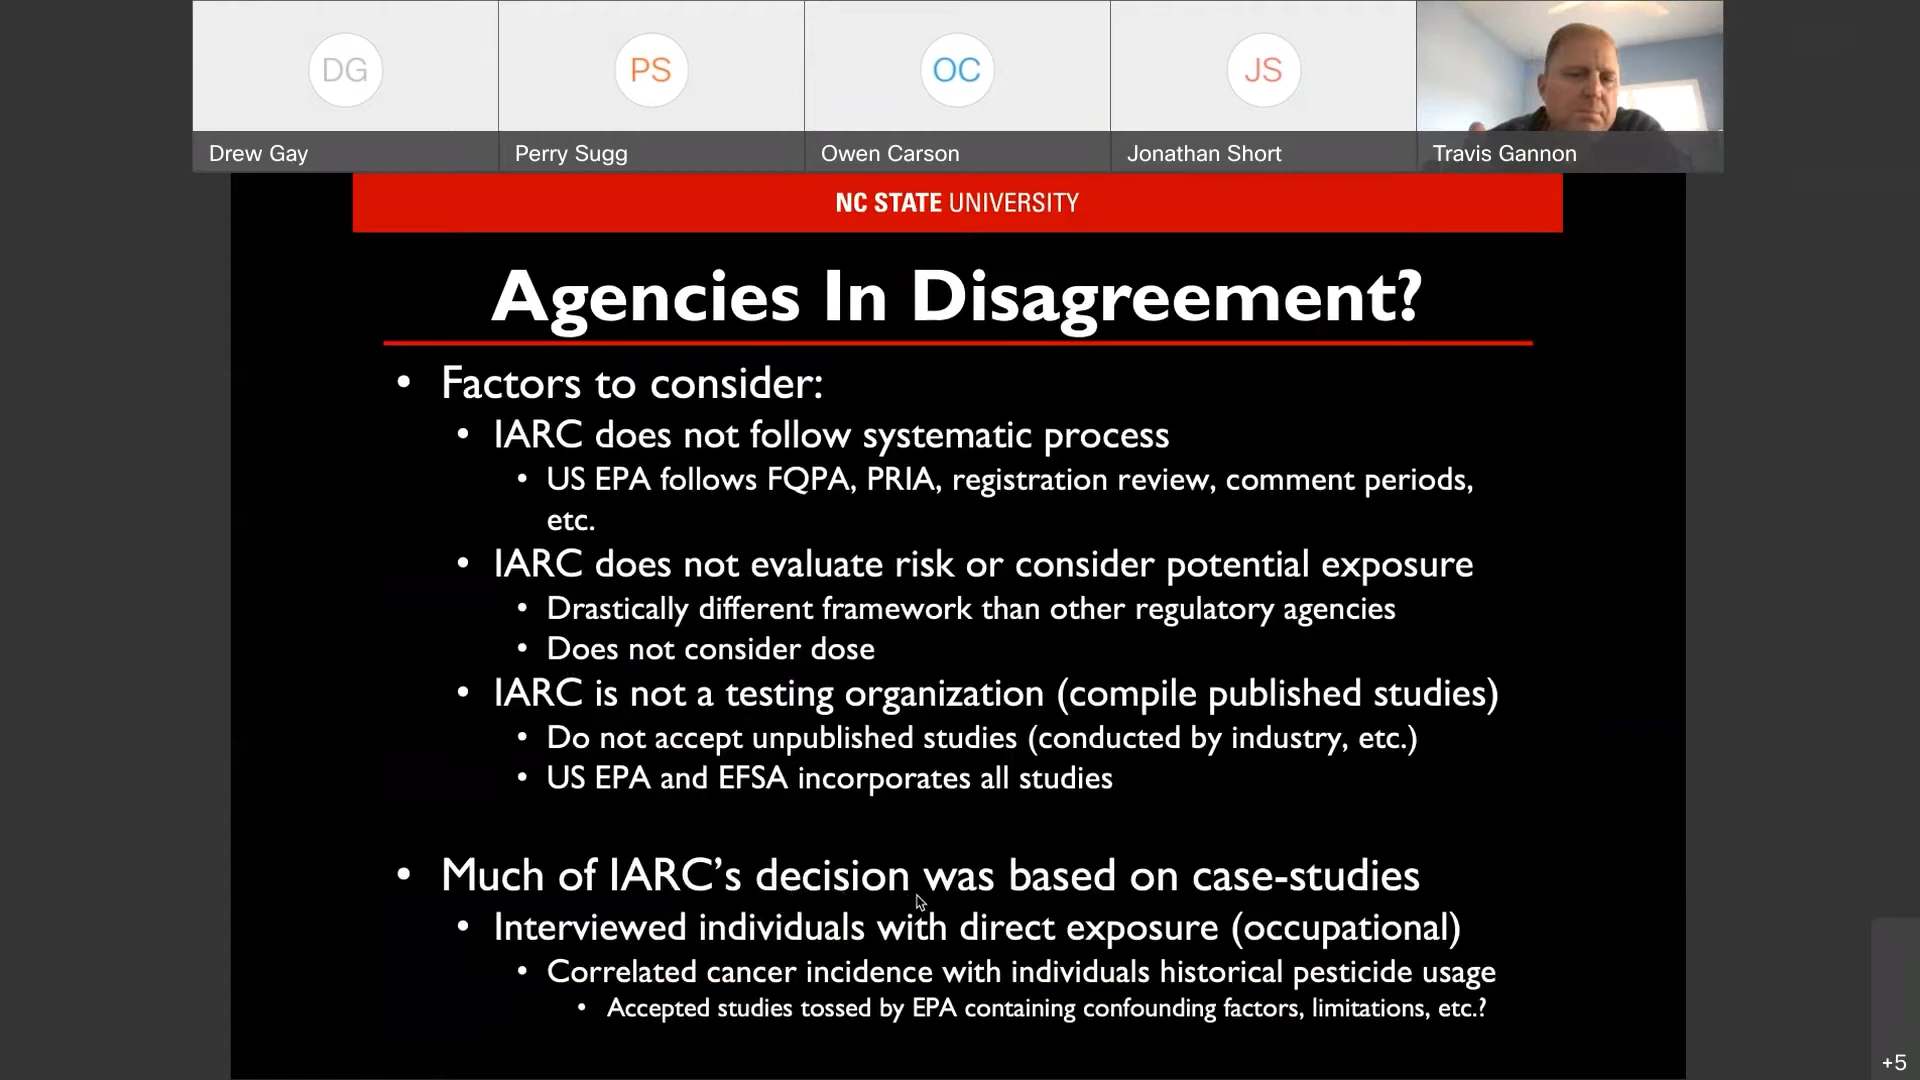 DG
PS
OC
JS
Drew Gay
Perry Sugg
Owen Carson
Jonathan Short
Travis Gannon
NC STATE UNIVERSITY
Agencies In Disagreement?
• Factors to consider:
• IARC does not follow systematic process
• US EPA follows FQPA, PRIA, registration review, comment periods,
etc.
• IARC does not evaluate risk or consider potential exposure
• Drastically different framework than other regulatory agencies
• Does not consider dose
• IARC is not a testing organization (compile published studies)
• Do not accept unpublished studies (conducted by industry, etc.)
• US EPA and EFSA incorporates all studies
• Much of IARC’s decision was based on case-studies
• Interviewed individuals with direct exposure (occupational)
• Correlated cancer incidence with individuals historical pesticide usage
• Accepted studies tossed by EPA containing confounding factors, limitations, etc.?
+5